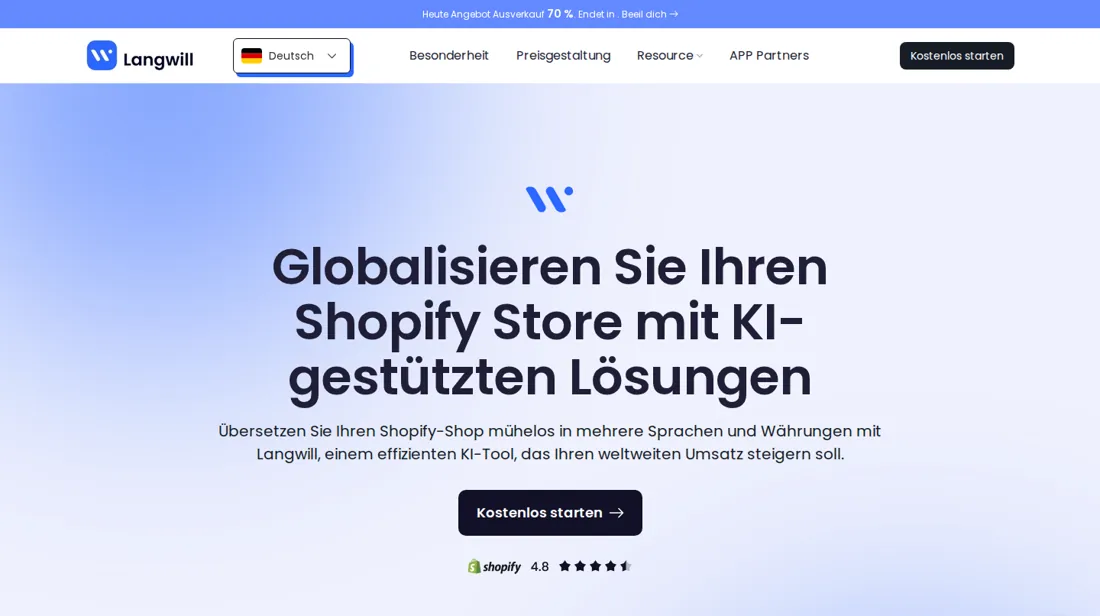 Heute Angebot Ausverkauf 70 %. Endet in . Beeil dich →
Langwill
Deutsch
Besonderheit
Preisgestaltung
Resource
APP Partners
Kostenlos starten
Globalisieren Sie Ihren
Shopify Store mit KI-
gestützten Lösungen
Übersetzen Sie Ihren Shopify-Shop mühelos in mehrere Sprachen und Währungen mit
Langwill, einem effizienten KI-Tool, das Ihren weltweiten Umsatz steigern soll.
Kostenlos starten →
shopify 4.8